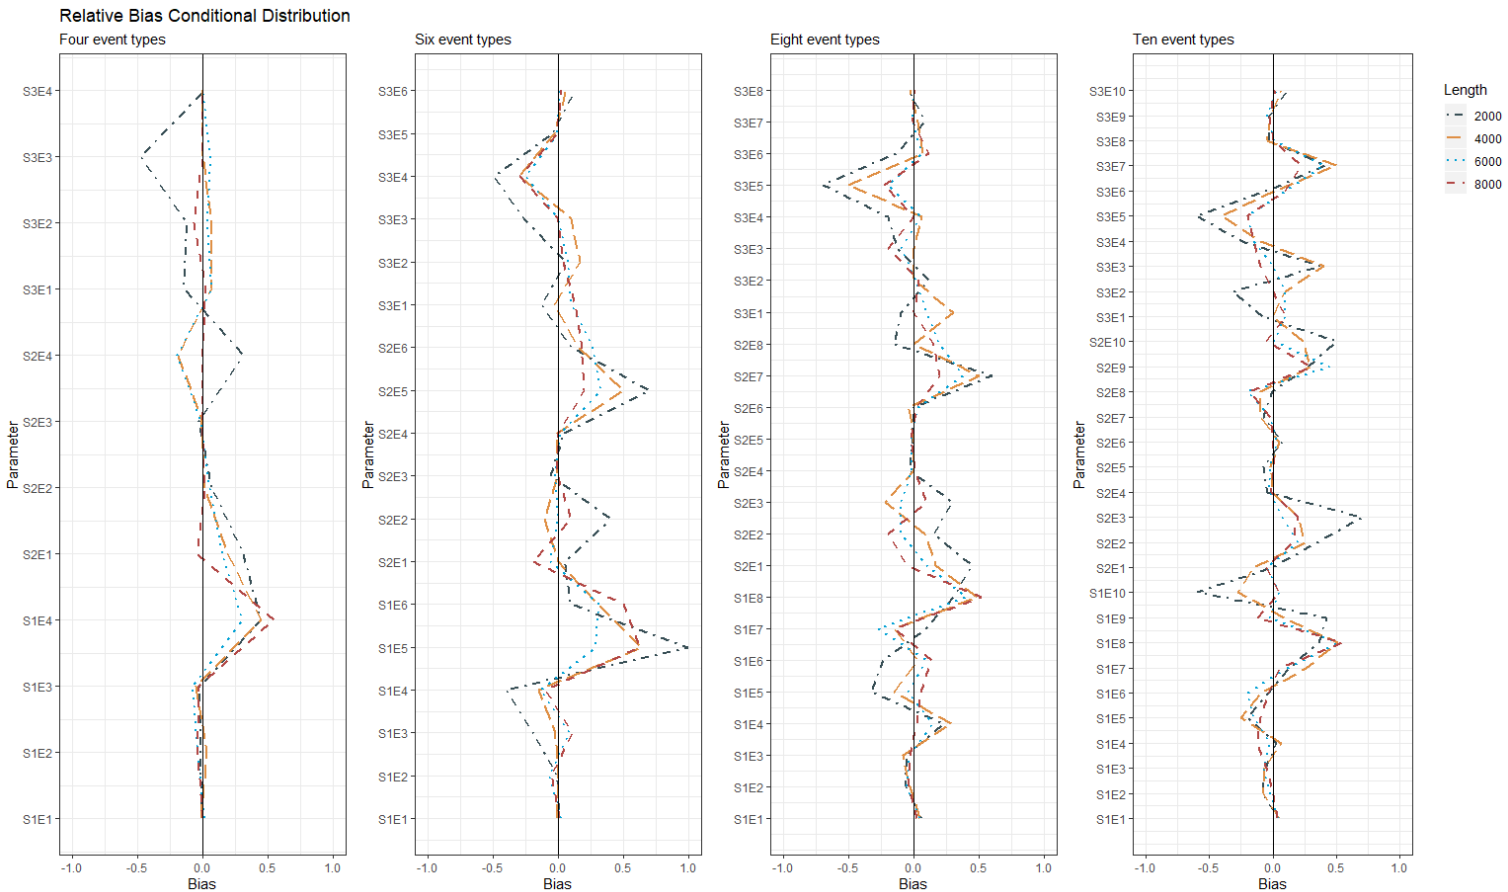 Relative Bias Conditional Distribution
Four event types
Six event types
Eight event types
Ten event types
Parameter
S3E4
S3E3
S3E2
S3E1
S2E4
S2E3
S2E2
S2E1
S1E4
S1E3
S1E2
S1E1
-1.0 -0.5 0.0 0.5 1.0
Bias
Parameter
S3E6
S3E5
S3E4
S3E3
S3E2
S3E1
S2E6
S2E5
S2E4
S2E3
S2E2
S2E1
S1E6
S1E5
S1E4
S1E3
S1E2
S1E1
-1.0 -0.5 0.0 0.5 1.0
Bias
Parameter
S3E8
S3E7
S3E6
S3E5
S3E4
S3E3
S3E2
S3E1
S2E8
S2E7
S2E6
S2E5
S2E4
S2E3
S2E2
S2E1
S1E8
S1E7
S1E6
S1E5
S1E4
S1E3
S1E2
S1E1
-1.0 -0.5 0.0 0.5 1.0
Bias
Parameter
S3E10
S3E9
S3E8
S3E7
S3E6
S3E5
S3E4
S3E3
S3E2
S3E1
S2E10
S2E9
S2E8
S2E7
S2E6
S2E5
S2E4
S2E3
S2E2
S2E1
S1E10
S1E9
S1E8
S1E7
S1E6
S1E5
S1E4
S1E3
S1E2
S1E1
-1.0 -0.5 0.0 0.5 1.0
Bias
Length
2000
4000
6000
8000